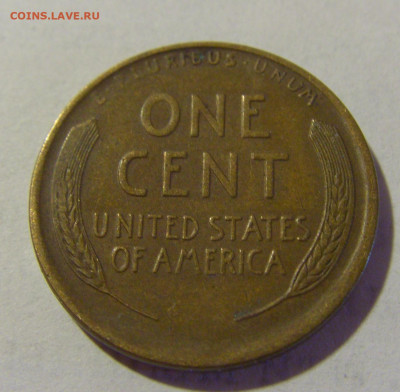 COINS.LAVE.RU
E·PLURIBUS·UNUM
ONE
CENT
UNITED STATES
OF AMERICA